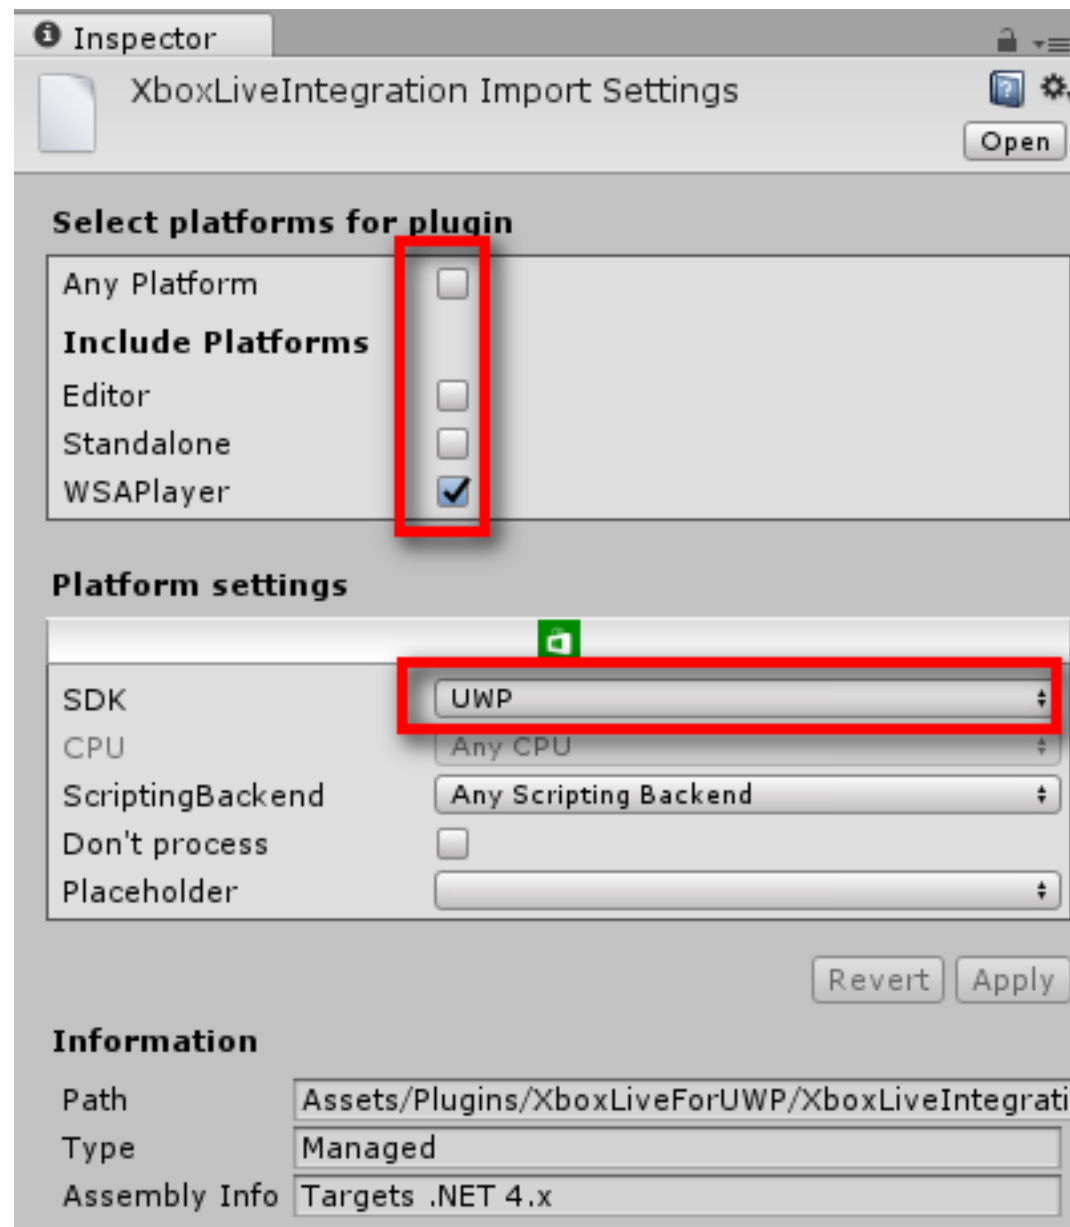 Inspector
XboxLiveIntegration Import Settings
Open
Select platforms for plugin
Any Platform
Include Platforms
Editor
Standalone
WSAPlayer
Platform settings
SDK UWP
CPU Any CPU
ScriptingBackend Any Scripting Backend
Don't process
Placeholder
Revert Apply
Information
Path Assets/Plugins/XboxLiveForUWP/XboxLiveIntegrati
Type Managed
Assembly Info Targets .NET 4.x